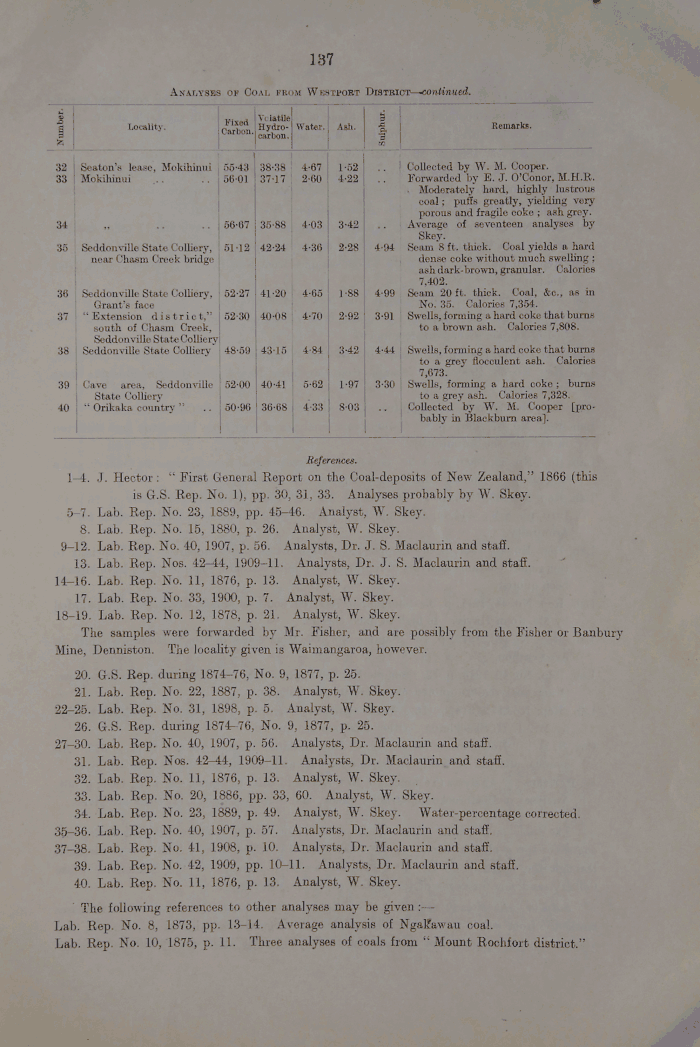 137
ANALYSES OF COAL FROM WESTPORT DISTRICT—continued.
Number. Locality. Fixed Carbon. Volatile Hydro-carbon. Water. Ash. Sulphur. Remarks.
32 Seaton's lease, Mokihinui 55·43 38·38 4·67 1·52 .. Collected by W. M. Cooper.
33 Mokihinui .. .. 56·01 37·17 2·60 4·22 .. Forwarded by E. J. O'Conor, M.H.R.
Moderately hard, highly lustrous
coal; puffs greatly, yielding very
porous and fragile coke; ash grey.
34 ,, .. .. 56·67 35·88 4·03 3·42 .. Average of seventeen analyses by
Skey.
35 Seddonville State Colliery, 51·12 42·24 4·36 2·28 4·94 Seam 8 ft. thick. Coal yields a hard
near Chasm Creek bridge dense coke without much swelling;
ash dark-brown, granular. Calories
7,402.
36 Seddonville State Colliery, 52·27 41·20 4·65 1·88 4·99 Seam 20 ft. thick. Coal, &c., as in
Grant's face No. 35. Calories 7,354.
37 "Extension district," 52·30 40·08 4·70 2·92 3·91 Swells, forming a hard coke that burns
south of Chasm Creek, to a brown ash. Calories 7,808.
Seddonville State Colliery
38 Seddonville State Colliery 48·59 43·15 4·84 3·42 4·44 Swells, forming a hard coke that burns
to a grey flocculent ash. Calories
7,673.
39 Cave area, Seddonville 52·00 40·41 5·62 1·97 3·30 Swells, forming a hard coke; burns
State Colliery to a grey ash. Calories 7,328.
40 "Orikaka country" .. 50·96 36·68 4·33 8·03 .. Collected by W. M. Cooper [pro-
bably in Blackburn area].
References.
1–4. J. Hector: "First General Report on the Coal-deposits of New Zealand," 1866 (this
is G.S. Rep. No. 1), pp. 30, 31, 33. Analyses probably by W. Skey.
5–7. Lab. Rep. No. 23, 1889, pp. 45–46. Analyst, W. Skey.
8. Lab. Rep. No. 15, 1880, p. 26. Analyst, W. Skey.
9–12. Lab. Rep. No. 40, 1907, p. 56. Analysts, Dr. J. S. Maclaurin and staff.
13. Lab. Rep. Nos. 42–44, 1909–11. Analysts, Dr. J. S. Maclaurin and staff.
14–16. Lab. Rep. No. 11, 1876, p. 13. Analyst, W. Skey.
17. Lab. Rep. No. 33, 1900, p. 7. Analyst, W. Skey.
18–19. Lab. Rep. No. 12, 1878, p. 21. Analyst, W. Skey.
The samples were forwarded by Mr. Fisher, and are possibly from the Fisher or Banbury
Mine, Denniston. The locality given is Waimangaroa, however.
20. G.S. Rep. during 1874–76, No. 9, 1877, p. 25.
21. Lab. Rep. No. 22, 1887, p. 38. Analyst, W. Skey.
22–25. Lab. Rep. No. 31, 1898, p. 5. Analyst, W. Skey.
26. G.S. Rep. during 1874–76, No. 9, 1877, p. 25.
27–30. Lab. Rep. No. 40, 1907, p. 56. Analysts, Dr. Maclaurin and staff.
31. Lab. Rep. Nos. 42–44, 1909–11. Analysts, Dr. Maclaurin and staff.
32. Lab. Rep. No. 11, 1876, p. 13. Analyst, W. Skey.
33. Lab. Rep. No. 20, 1886, pp. 33, 60. Analyst, W. Skey.
34. Lab. Rep. No. 23, 1889, p. 49. Analyst, W. Skey. Water-percentage corrected.
35–36. Lab. Rep. No. 40, 1907, p. 57. Analysts, Dr. Maclaurin and staff.
37–38. Lab. Rep. No. 41, 1908, p. 10. Analysts, Dr. Maclaurin and staff.
39. Lab. Rep. No. 42, 1909, pp. 10–11. Analysts, Dr. Maclaurin and staff.
40. Lab. Rep. No. 11, 1876, p. 13. Analyst, W. Skey.
The following references to other analyses may be given:—
Lab. Rep. No. 8, 1873, pp. 13–14. Average analysis of Ngakawau coal.
Lab. Rep. No. 10, 1875, p. 11. Three analyses of coals from "Mount Rochfort district."